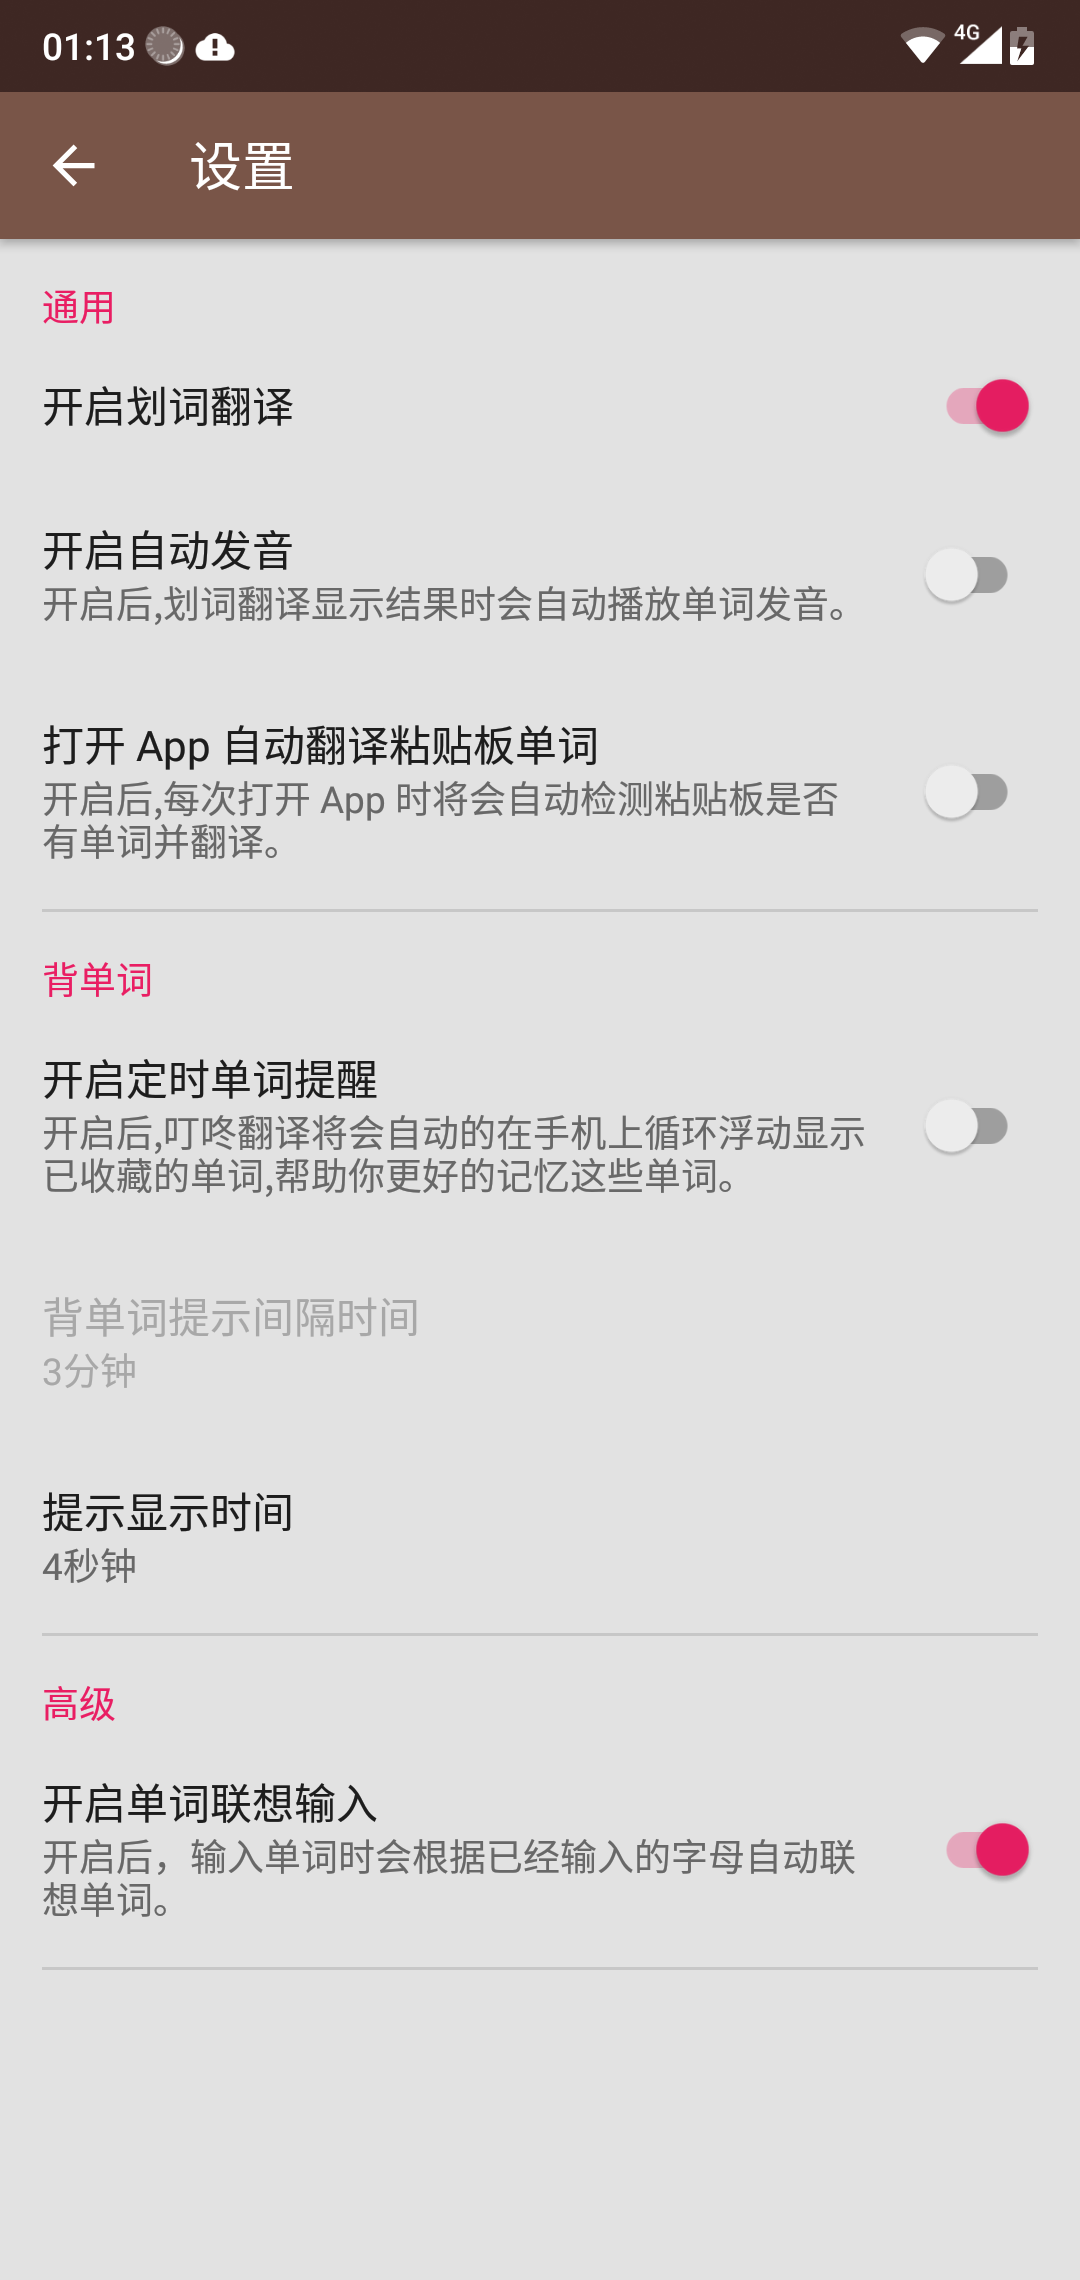 01:13
4G
设置
通用
开启划词翻译
开启自动发音
开启后,划词翻译显示结果时会自动播放单词发音。
打开 App 自动翻译粘贴板单词
开启后,每次打开 App 时将会自动检测粘贴板是否
有单词并翻译。
背单词
开启定时单词提醒
开启后,叮咚翻译将会自动的在手机上循环浮动显示
已收藏的单词,帮助你更好的记忆这些单词。
背单词提示间隔时间
3分钟
提示显示时间
4秒钟
高级
开启单词联想输入
开启后，输入单词时会根据已经输入的字母自动联
想单词。